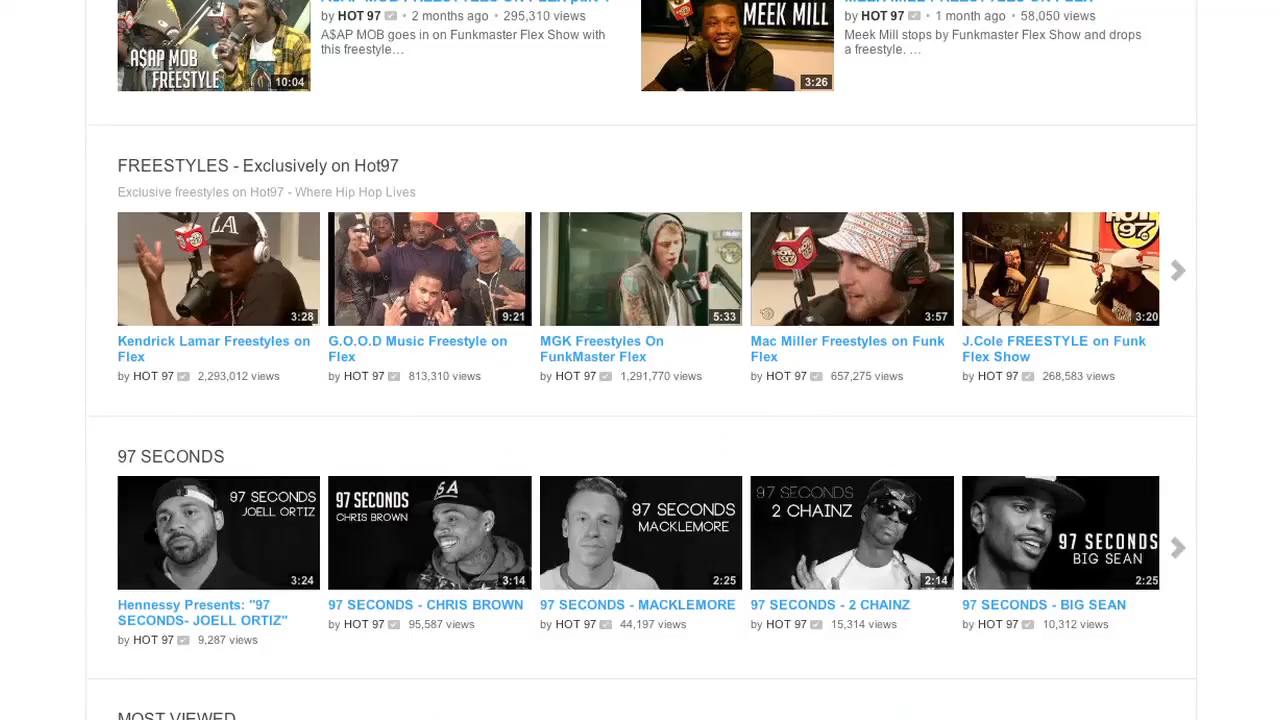 by HOT 97 • 2 months ago • 295,310 views
A$AP MOB goes in on Funkmaster Flex Show with
this freestyle…
A$AP MOB
FREESTYLE
10:04
MEEK MILL
by HOT 97 • 1 month ago • 58,050 views
Meek Mill stops by Funkmaster Flex Show and drops
a freestyle. …
3:26
FREESTYLES - Exclusively on Hot97
Exclusive freestyles on Hot97 - Where Hip Hop Lives
LA
3:28
9:21
5:33
3:57
HOT
97
3:20
Kendrick Lamar Freestyles on
Flex
by HOT 97 2,293,012 views
G.O.O.D Music Freestyle on
Flex
by HOT 97 813,310 views
MGK Freestyles On
FunkMaster Flex
by HOT 97 1,291,770 views
Mac Miller Freestyles on Funk
Flex
by HOT 97 657,275 views
J.Cole FREESTYLE on Funk
Flex Show
by HOT 97 268,583 views
97 SECONDS
97 SECONDS
JOELL ORTIZ
3:24
97 SECONDS
CHRIS BROWN
3:14
97 SECONDS
MACKLEMORE
2:25
97 SECONDS
2 CHAINZ
2:14
97 SECONDS
BIG SEAN
2:25
Hennessy Presents: "97
SECONDS- JOELL ORTIZ"
by HOT 97 9,287 views
97 SECONDS - CHRIS BROWN
by HOT 97 95,587 views
97 SECONDS - MACKLEMORE
by HOT 97 44,197 views
97 SECONDS - 2 CHAINZ
by HOT 97 15,314 views
97 SECONDS - BIG SEAN
by HOT 97 10,312 views
MOST VIEWED